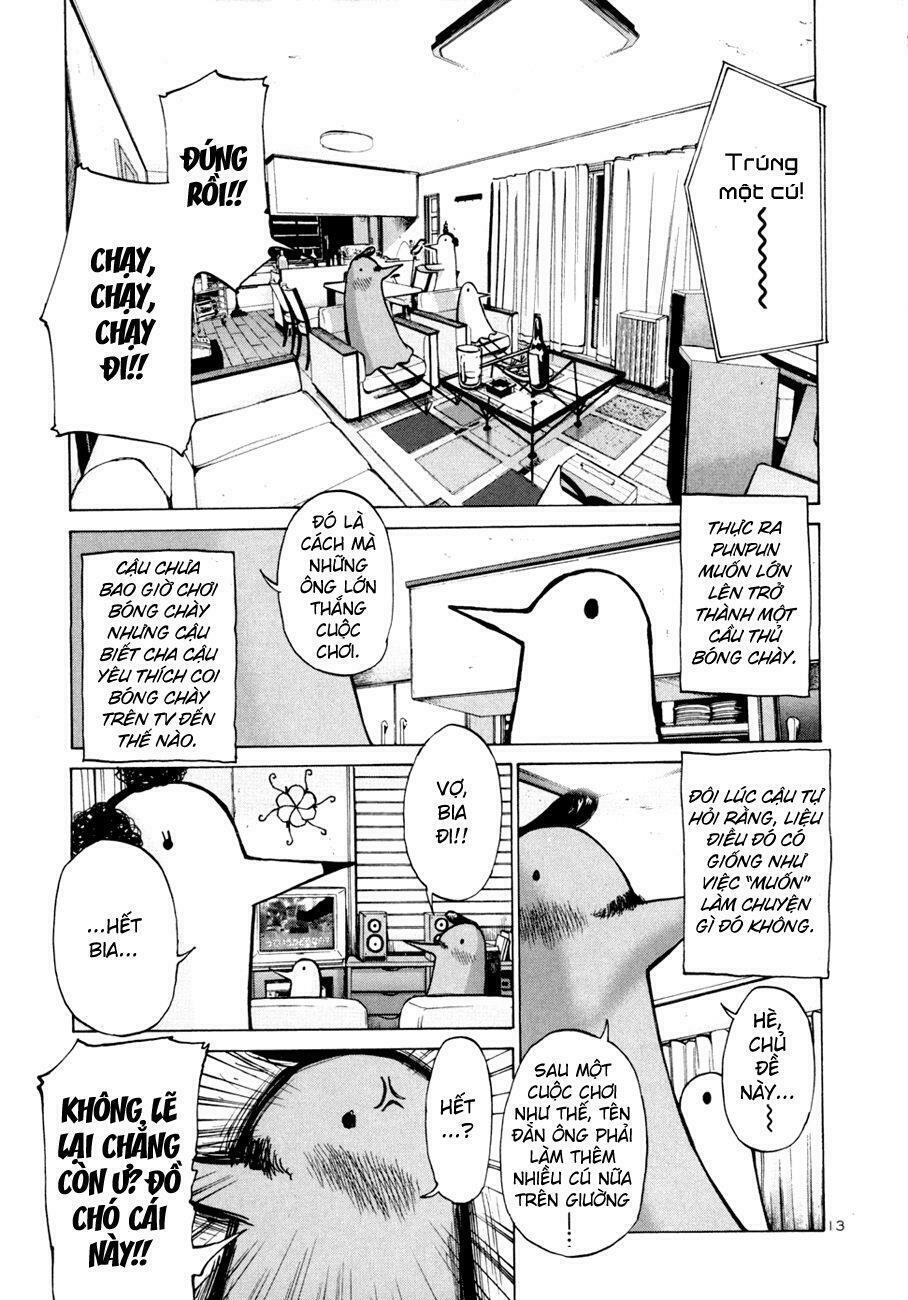 Trúng
một cú!
ĐÚNG
RỒI!!
CHẠY,
CHẠY,
CHẠY
ĐI!!
THỰC RA
PUNPUN
MUỐN LỚN
LÊN TRỞ
THÀNH MỘT
CẦU THỦ
BÓNG CHÀY.
ĐÓ LÀ
CÁCH MÀ
NHỮNG
ÔNG LỚN
THẮNG
CUỘC
CHƠI.
CẬU CHƯA
BAO GIỜ CHƠI
BÓNG CHÀY
NHƯNG CẬU
BIẾT CHA CẬU
YÊU THÍCH COI
BÓNG CHÀY
TRÊN TV ĐẾN
THẾ NÀO.
ĐÔI LÚC CẬU TỰ
HỎI RẰNG, LIỆU
ĐIỀU ĐÓ CÓ
GIỐNG NHƯ
VIỆC "MUỐN"
LÀM CHUYỆN
GÌ ĐÓ KHÔNG.
HÈ,
CHỦ
ĐỀ
NÀY...
SAU MỘT
CUỘC CHƠI
NHƯ THẾ, TÊN
ĐÀN ÔNG PHẢI
LÀM THÊM
NHIỀU CÚ NỮA
TRÊN GIƯỜNG
......
VỢ,
BIA
ĐI!!
...HẾT
BIA...
HẾT
...?
KHÔNG LẼ
LẠI CHẲNG
CÒN Ư? ĐỒ
CHÓ CÁI
NÀY!!
13